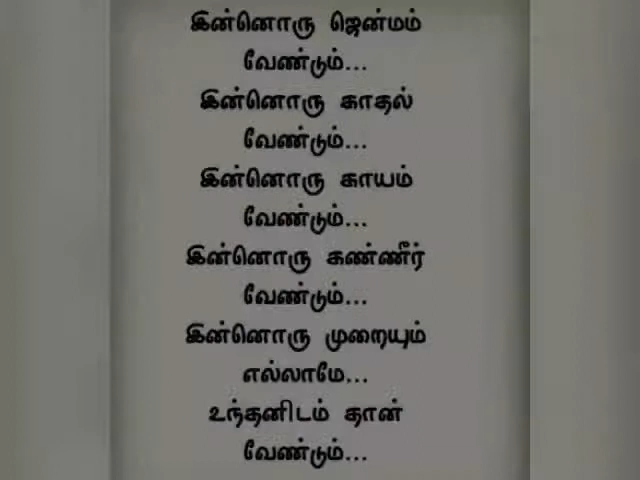 இன்னொரு ஜென்மம்
வேண்டும்...
இன்னொரு காதல்
வேண்டும்...
இன்னொரு காயம்
வேண்டும்...
இன்னொரு கண்ணீர்
வேண்டும்...
இன்னொரு முறையும்
எல்லாமே...
உந்தனிடம் தான்
வேண்டும்...